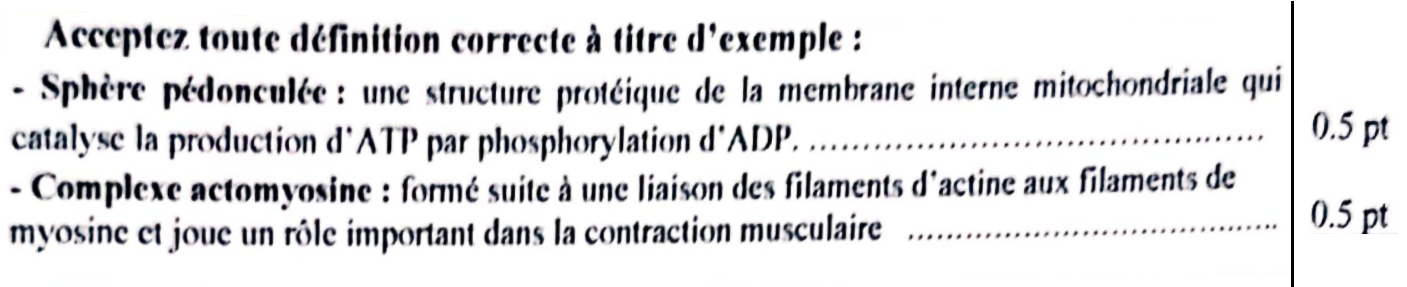 Acceptez toute définition correcte à titre d'exemple :
- Sphère pédonculée : une structure protéique de la membrane interne mitochondriale qui
catalyse la production d'ATP par phosphorylation d'ADP. ........................................ 0.5 pt
- Complexe actomyosine : formé suite à une liaison des filaments d'actine aux filaments de
myosine et joue un rôle important dans la contraction musculaire ...................................... 0.5 pt